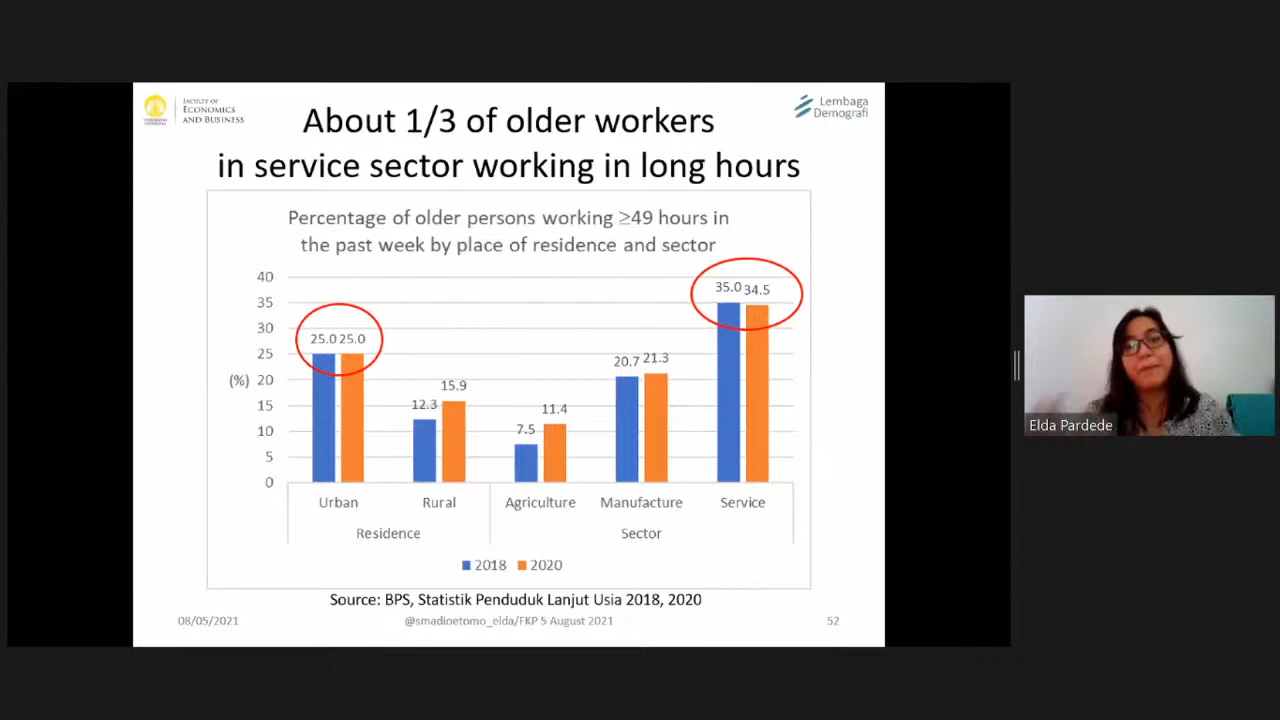 FACULTY OF
ECONOMICS
AND BUSINESS
Lembaga
Demografi
About 1/3 of older workers
in service sector working in long hours
Percentage of older persons working ≥49 hours in
the past week by place of residence and sector
40
35
30
25
20
15
10
5
0
(%)
25.0 25.0
12.3 15.9
7.5 11.4
20.7 21.3
35.0 34.5
Urban Rural Agriculture Manufacture Service
Residence Sector
2018 2020
Source: BPS, Statistik Penduduk Lanjut Usia 2018, 2020
08/05/2021 @smadioetomo_elda/FKP 5 August 2021 52
Elda Pardede